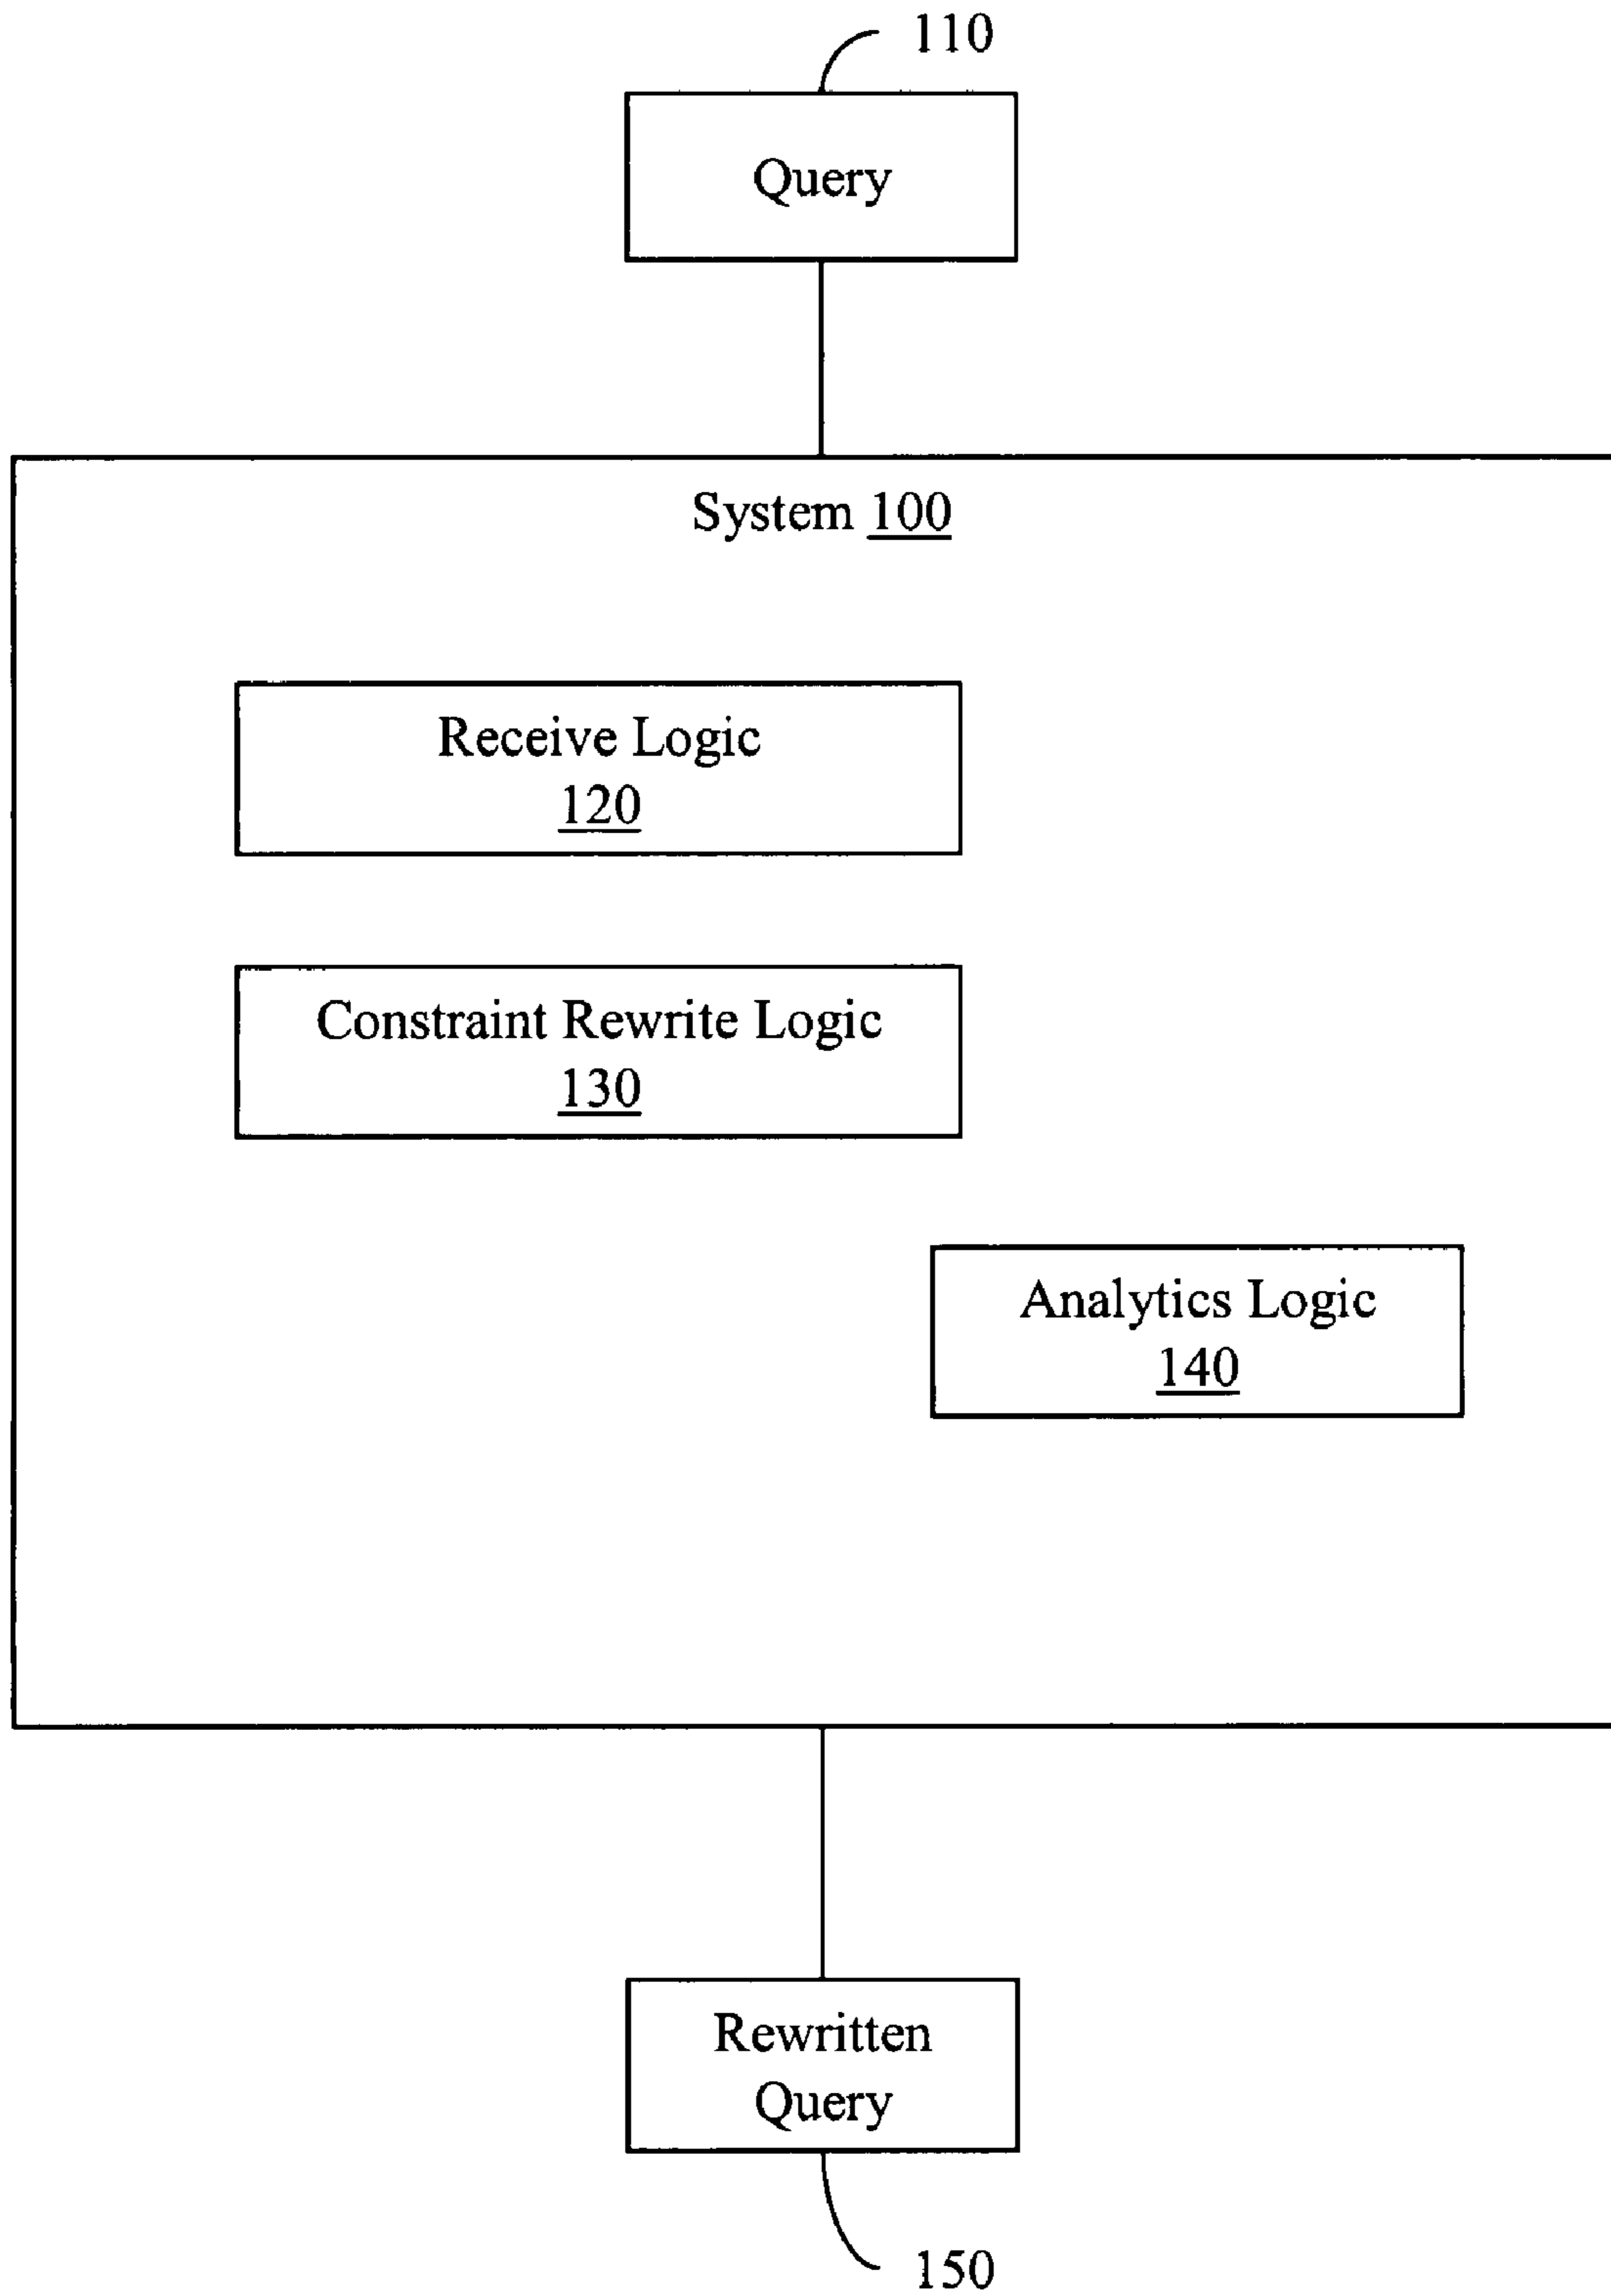 110
Query
System 100
Receive Logic
120
Constraint Rewrite Logic
130
Analytics Logic
140
Rewritten
Query
150